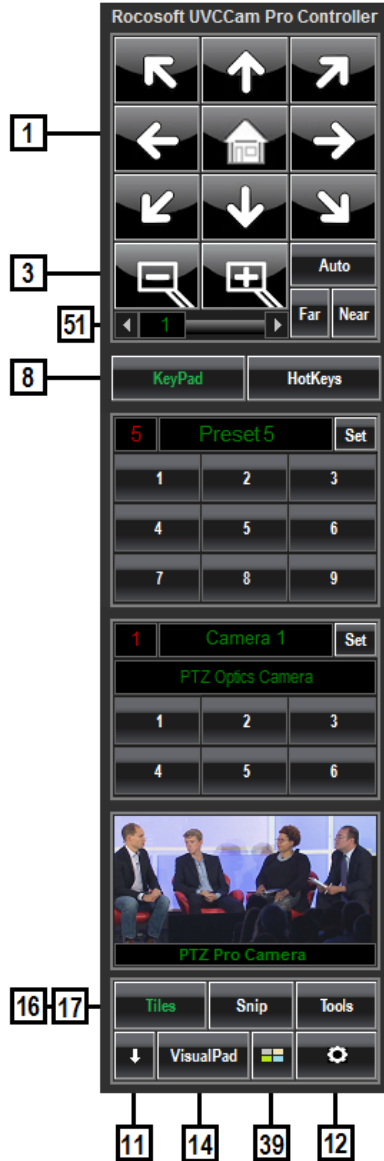 Rocosoft UVCCam Pro Controller
1
3
Auto
51
1
Far Near
8
KeyPad HotKeys
5 Preset 5 Set
1 2 3
4 5 6
7 8 9
1 Camera 1 Set
PTZ Optics Camera
1 2 3
4 5 6
PTZ Pro Camera
16 17
Tiles Snip Tools
VisualPad
11 14 39 12